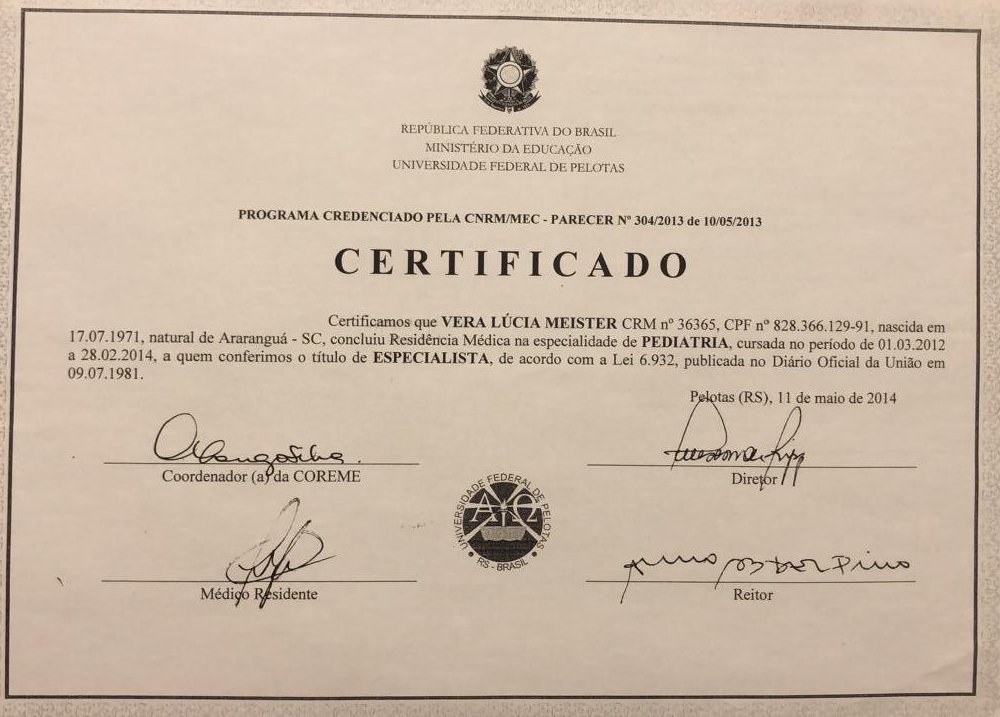 REPÚBLICA FEDERATIVA DO BRASIL
MINISTÉRIO DA EDUCAÇÃO
UNIVERSIDADE FEDERAL DE PELOTAS
PROGRAMA CREDENCIADO PELA CNRM/MEC - PARECER Nº 304/2013 de 10/05/2013
CERTIFICADO
Certificamos que VERA LÚCIA MEISTER CRM nº 36365, CPF nº 828.366.129-91, nascida em
17.07.1971, natural de Araranguá - SC, concluiu Residência Médica na especialidade de PEDIATRIA, cursada no período de 01.03.2012
a 28.02.2014, a quem conferimos o título de ESPECIALISTA, de acordo com a Lei 6.932, publicada no Diário Oficial da União em
09.07.1981.
Pelotas (RS), 11 de maio de 2014
Coordenador (a) da COREME
Diretor
UNIVERSIDADE FEDERAL DE PELOTAS
Α Ω
RS - BRASIL
Médico Residente
Reitor